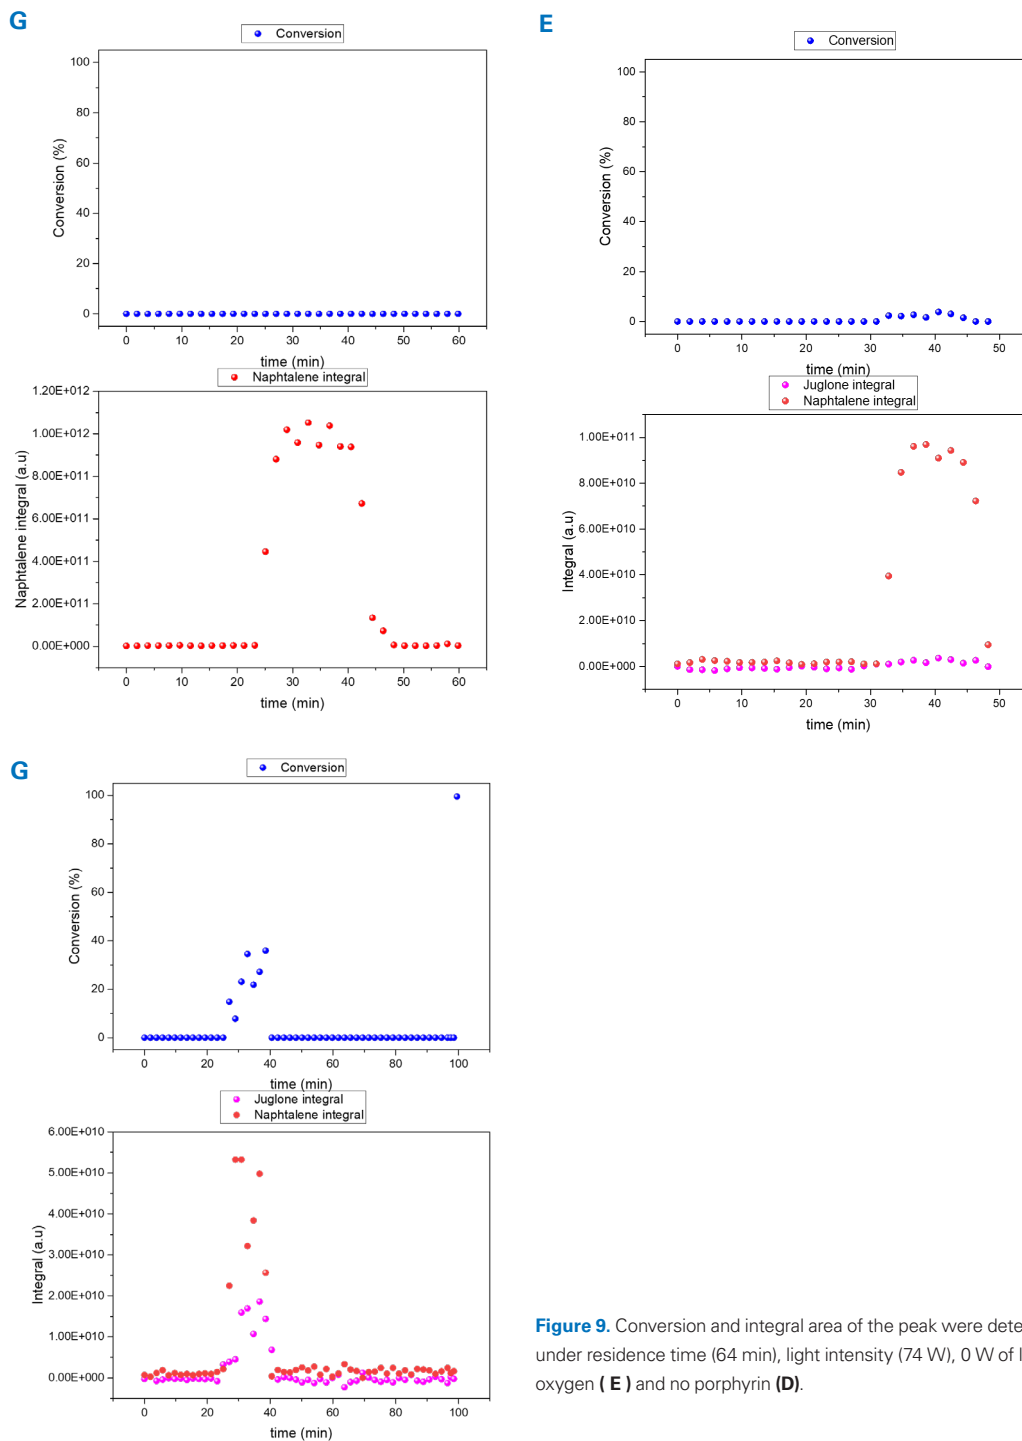 G
Conversion
100
80
60
40
20
0
Conversion (%)
0 10 20 30 40 50 60
time (min)
Naphtalene integral
1.20E+012
1.00E+012
8.00E+011
6.00E+011
4.00E+011
2.00E+011
0.00E+000
Naphtalene integral (a.u)
0 10 20 30 40 50 60
time (min)
E
Conversion
100
80
60
40
20
0
Conversion (%)
0 10 20 30 40 50
time (min)
Juglone integral
Naphtalene integral
1.00E+011
8.00E+010
6.00E+010
4.00E+010
2.00E+010
0.00E+000
Integral (a.u)
0 10 20 30 40 50
time (min)
G
Conversion
100
80
60
40
20
0
Conversion (%)
0 20 40 60 80 100
time (min)
Juglone integral
Naphtalene integral
6.00E+010
5.00E+010
4.00E+010
3.00E+010
2.00E+010
1.00E+010
0.00E+000
Integral (a.u)
0 20 40 60 80 100
time (min)
Figure 9. Conversion and integral area of the peak were dete
under residence time (64 min), light intensity (74 W), 0 W of l
oxygen ( E ) and no porphyrin (D).